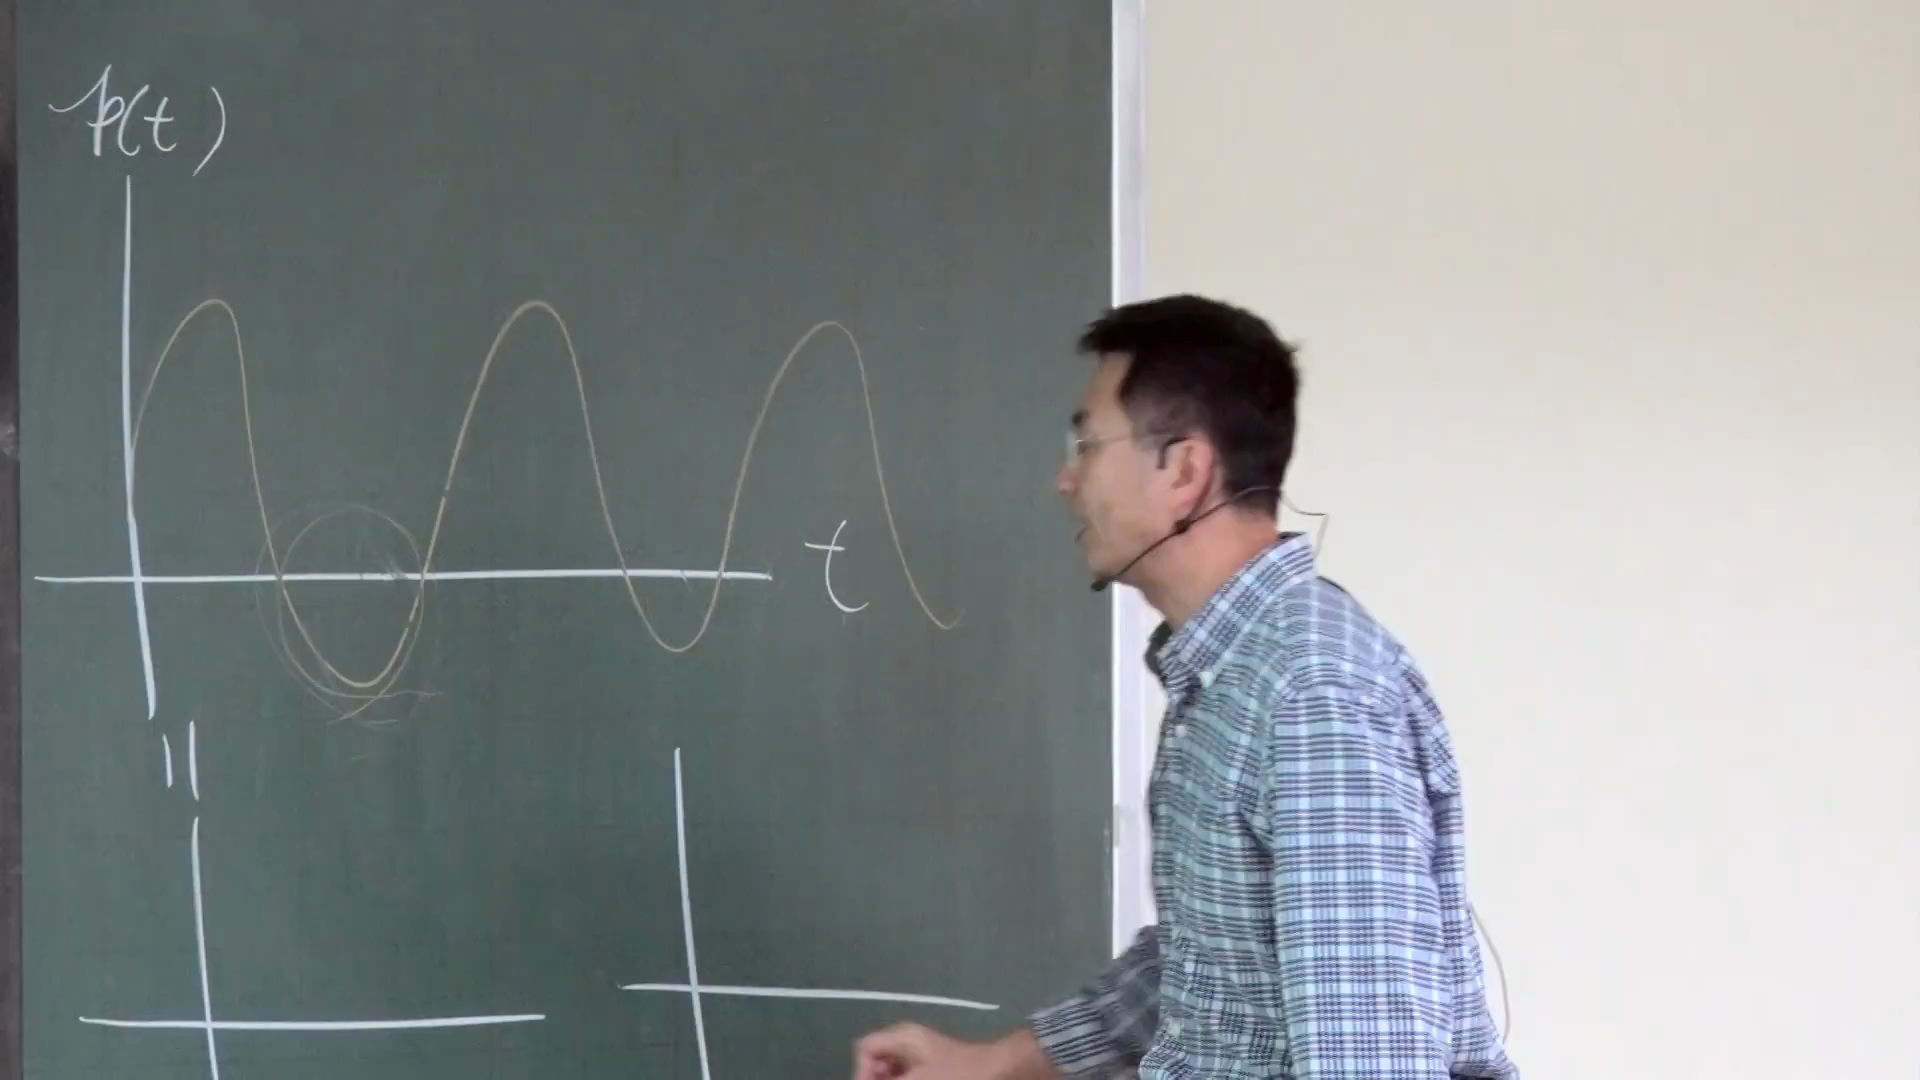 p(t)
t
=